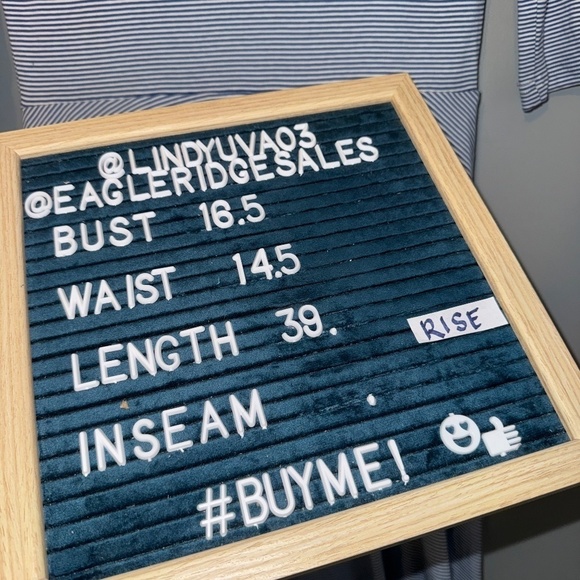 @LINDYUVA03
@EAGLERIDGESALES
BUST 16.5
WAIST 14.5
LENGTH 39.
RISE
INSEAM .
#BUYME!